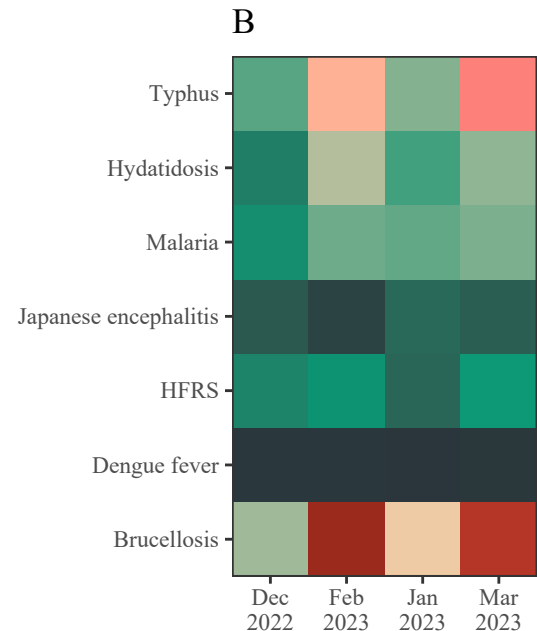 B
Typhus
Hydatidosis
Malaria
Japanese encephalitis
HFRS
Dengue fever
Brucellosis
Dec Feb Jan Mar
2022 2023 2023 2023